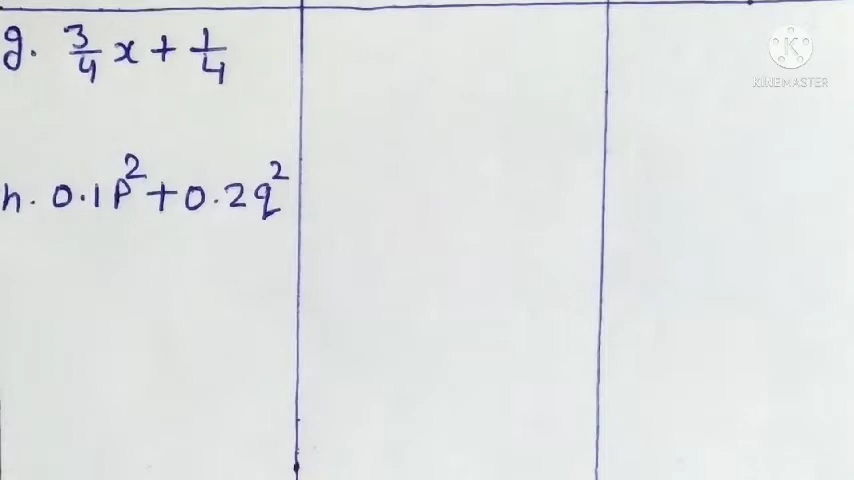 g. 3/4 x + 1/4
KINEMASTER
h. 0.1p² + 0.2q²